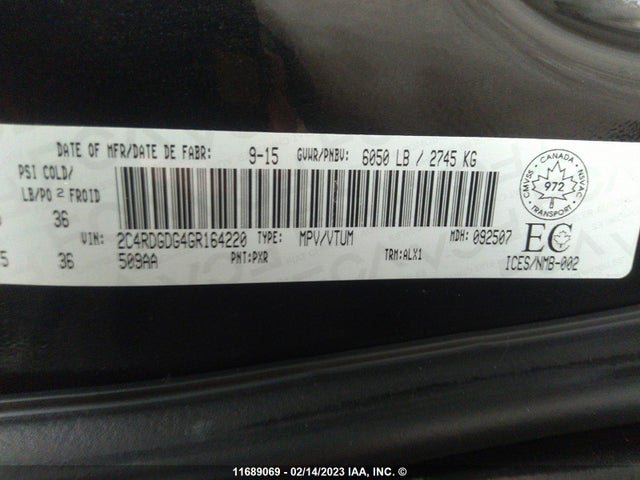 DATE OF MFR/DATE DE FABR: 9-15 GVWR/PNBV: 6050 LB / 2745 KG
PSI COLD/
LB/PO 2 FROID
36
VIN: 2C4RDGDG4GR164220 TYPE: MPV/VTUM MDH: 092507
5 36 509AA PNT:PXR TRM:ALX1
CANADA
CMVSS NSVAC
972
TRANSPORT
EC
ICES/NMB-002
11689069 - 02/14/2023 IAA, INC. ©